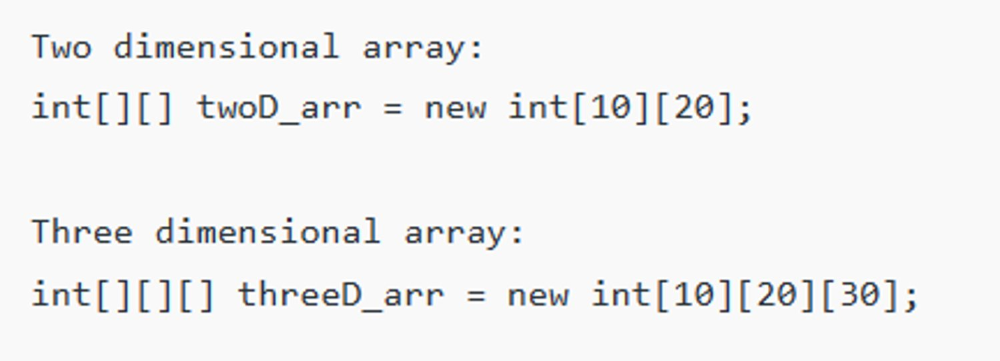 Two dimensional array:
int[][] twoD_arr = new int[10][20];
Three dimensional array:
int[][][] threeD_arr = new int[10][20][30];